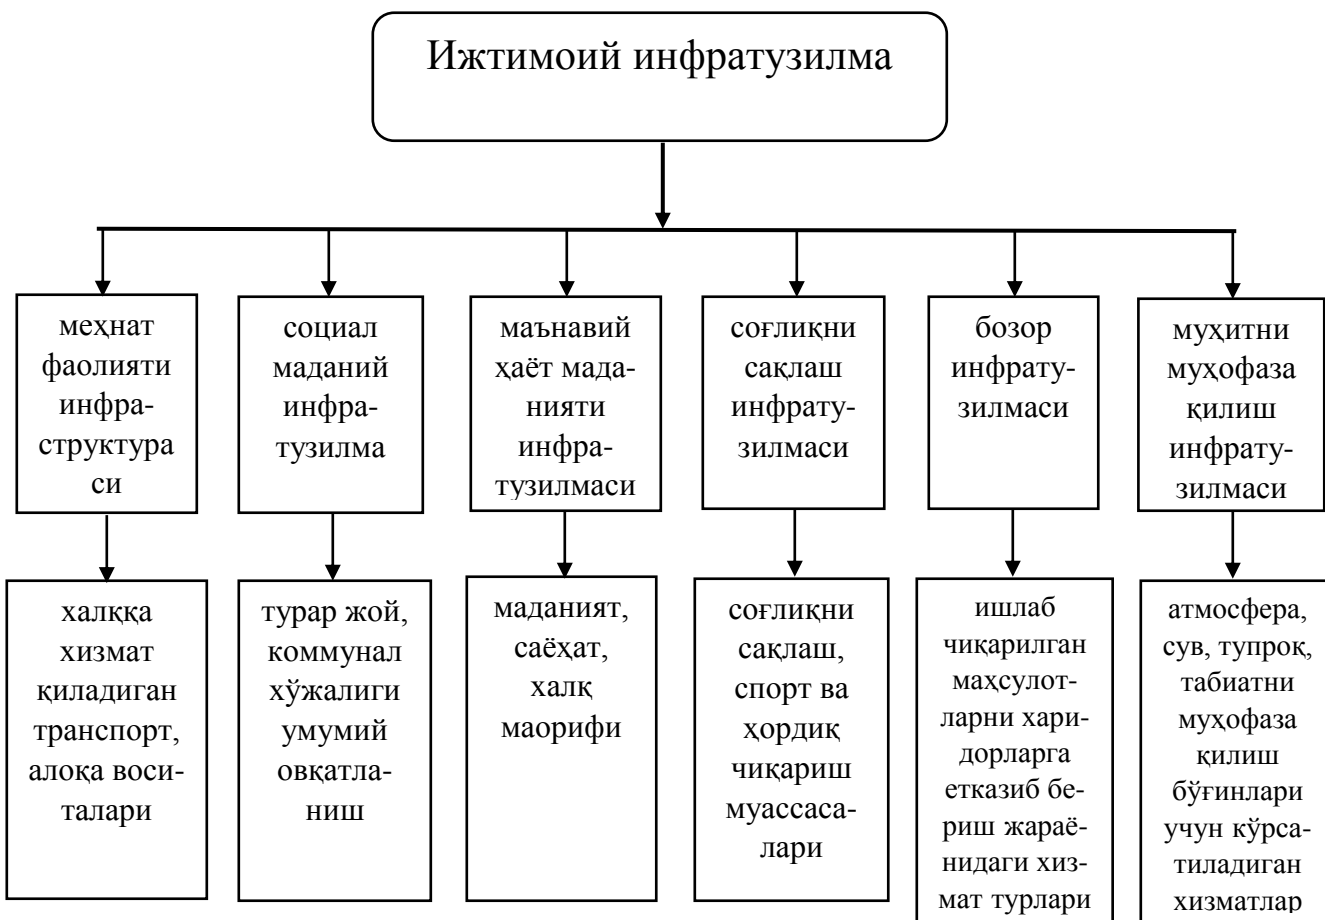 Ижтимоий инфратузилма
меҳнат
фаолияти
инфра-
структура
си
социал
маданий
инфра-
тузилма
маънавий
ҳаёт мада-
нияти
инфра-
тузилмаси
соғлиқни
сақлаш
инфрату-
зилмаси
бозор
инфрату-
зилмаси
муҳитни
муҳофаза
қилиш
инфрату-
зилмаси
халққа
хизмат
қиладиган
транспорт,
алоқа воси-
талари
турар жой,
коммунал
хўжалиги
умумий
овқатла-
ниш
маданият,
саёҳат,
халқ
маорифи
соғлиқни
сақлаш,
спорт ва
ҳордиқ
чиқариш
муассаса-
лари
ишлаб
чиқарилган
маҳсулот-
ларни хари-
дорларга
етказиб бе-
риш жараё-
нидаги хиз-
мат турлари
атмосфера,
сув, тупроқ,
табиатни
муҳофаза
қилиш
бўғинлари
учун кўрса-
тиладиган
хизматлар